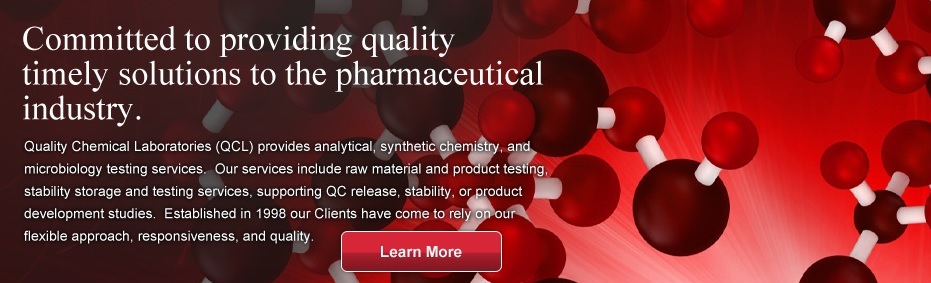 Committed to providing quality
timely solutions to the pharmaceutical
industry.
Quality Chemical Laboratories (QCL) provides analytical, synthetic chemistry, and
microbiology testing services.  Our services include raw material and product testing,
stability storage and testing services, supporting QC release, stability, or product
development studies.  Established in 1998 our Clients have come to rely on our
flexible approach, responsiveness, and quality.
Learn More